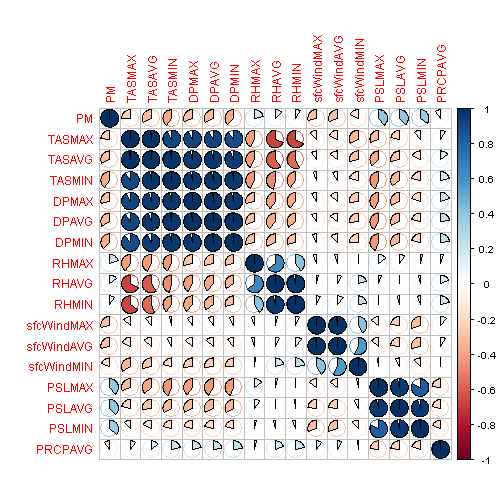 PM
TASMAX
TASAVG
TASMIN
DPMAX
DPAVG
DPMIN
RHMAX
RHAVG
RHMIN
sfcWindMAX
sfcWindAVG
sfcWindMIN
PSLMAX
PSLAVG
PSLMIN
PRCPAVG
PM
TASMAX
TASAVG
TASMIN
DPMAX
DPAVG
DPMIN
RHMAX
RHAVG
RHMIN
sfcWindMAX
sfcWindAVG
sfcWindMIN
PSLMAX
PSLAVG
PSLMIN
PRCPAVG
1
0.8
0.6
0.4
0.2
0
-0.2
-0.4
-0.6
-0.8
-1